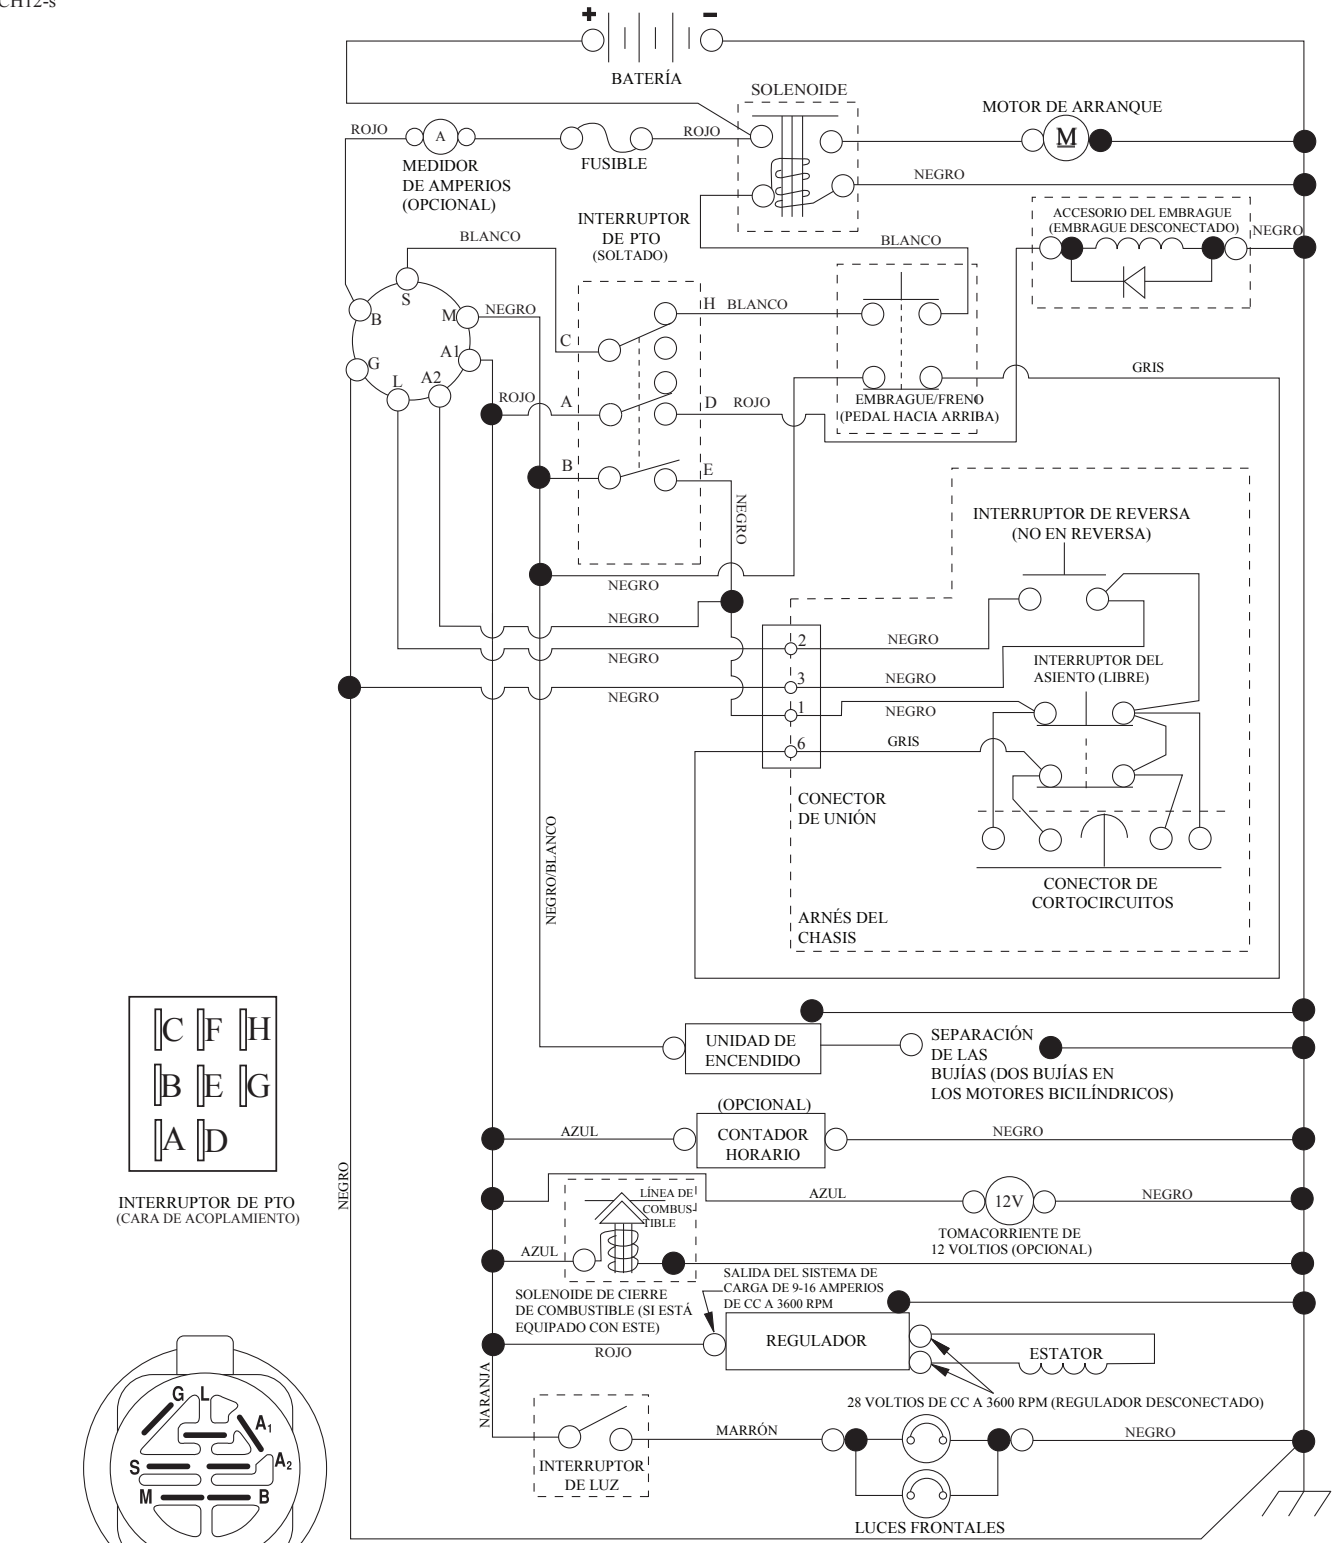 CH12-s
+
-
BATERÍA
SOLENOIDE
MOTOR DE ARRANQUE
ROJO
A
ROJO
M
FUSIBLE
MEDIDOR
DE AMPERIOS
(OPCIONAL)
NEGRO
INTERRUPTOR
DE PTO
(SOLTADO)
ACCESORIO DEL EMBRAGUE
(EMBRAGUE DESCONECTADO)
NEGRO
BLANCO
BLANCO
S
B
M
NEGRO
H
BLANCO
C
G
A1
L
A2
GRIS
ROJO
A
D
ROJO
EMBRAGUE/FRENO
(PEDAL HACIA ARRIBA)
B
E
NEGRO
INTERRUPTOR DE REVERSA
(NO EN REVERSA)
NEGRO
NEGRO
NEGRO
NEGRO
2
NEGRO
3
NEGRO
1
NEGRO
6
GRIS
INTERRUPTOR DEL
ASIENTO (LIBRE)
CONECTOR
DE UNIÓN
NEGRO/BLANCO
CONECTOR DE
CORTOCIRCUITOS
ARNÉS DEL
CHASIS
C F H
B E G
A D
INTERRUPTOR DE PTO
(CARA DE ACOPLAMIENTO)
NEGRO
UNIDAD DE
ENCENDIDO
SEPARACIÓN
DE LAS
BUJÍAS (DOS BUJÍAS EN
LOS MOTORES BICILÍNDRICOS)
(OPCIONAL)
AZUL
CONTADOR
HORARIO
NEGRO
LÍNEA DE
COMBUS-
TIBLE
AZUL
12V
NEGRO
TOMACORRIENTE DE
12 VOLTIOS (OPCIONAL)
AZUL
SOLENOIDE DE CIERRE
DE COMBUSTIBLE (SI ESTÁ
EQUIPADO CON ESTE)
SALIDA DEL SISTEMA DE
CARGA DE 9-16 AMPERIOS
DE CC A 3600 RPM
ROJO
REGULADOR
ESTATOR
28 VOLTIOS DE CC A 3600 RPM (REGULADOR DESCONECTADO)
NARANJA
MARRÓN
NEGRO
INTERRUPTOR
DE LUZ
LUCES FRONTALES
G
L
A1
A2
S
M
B